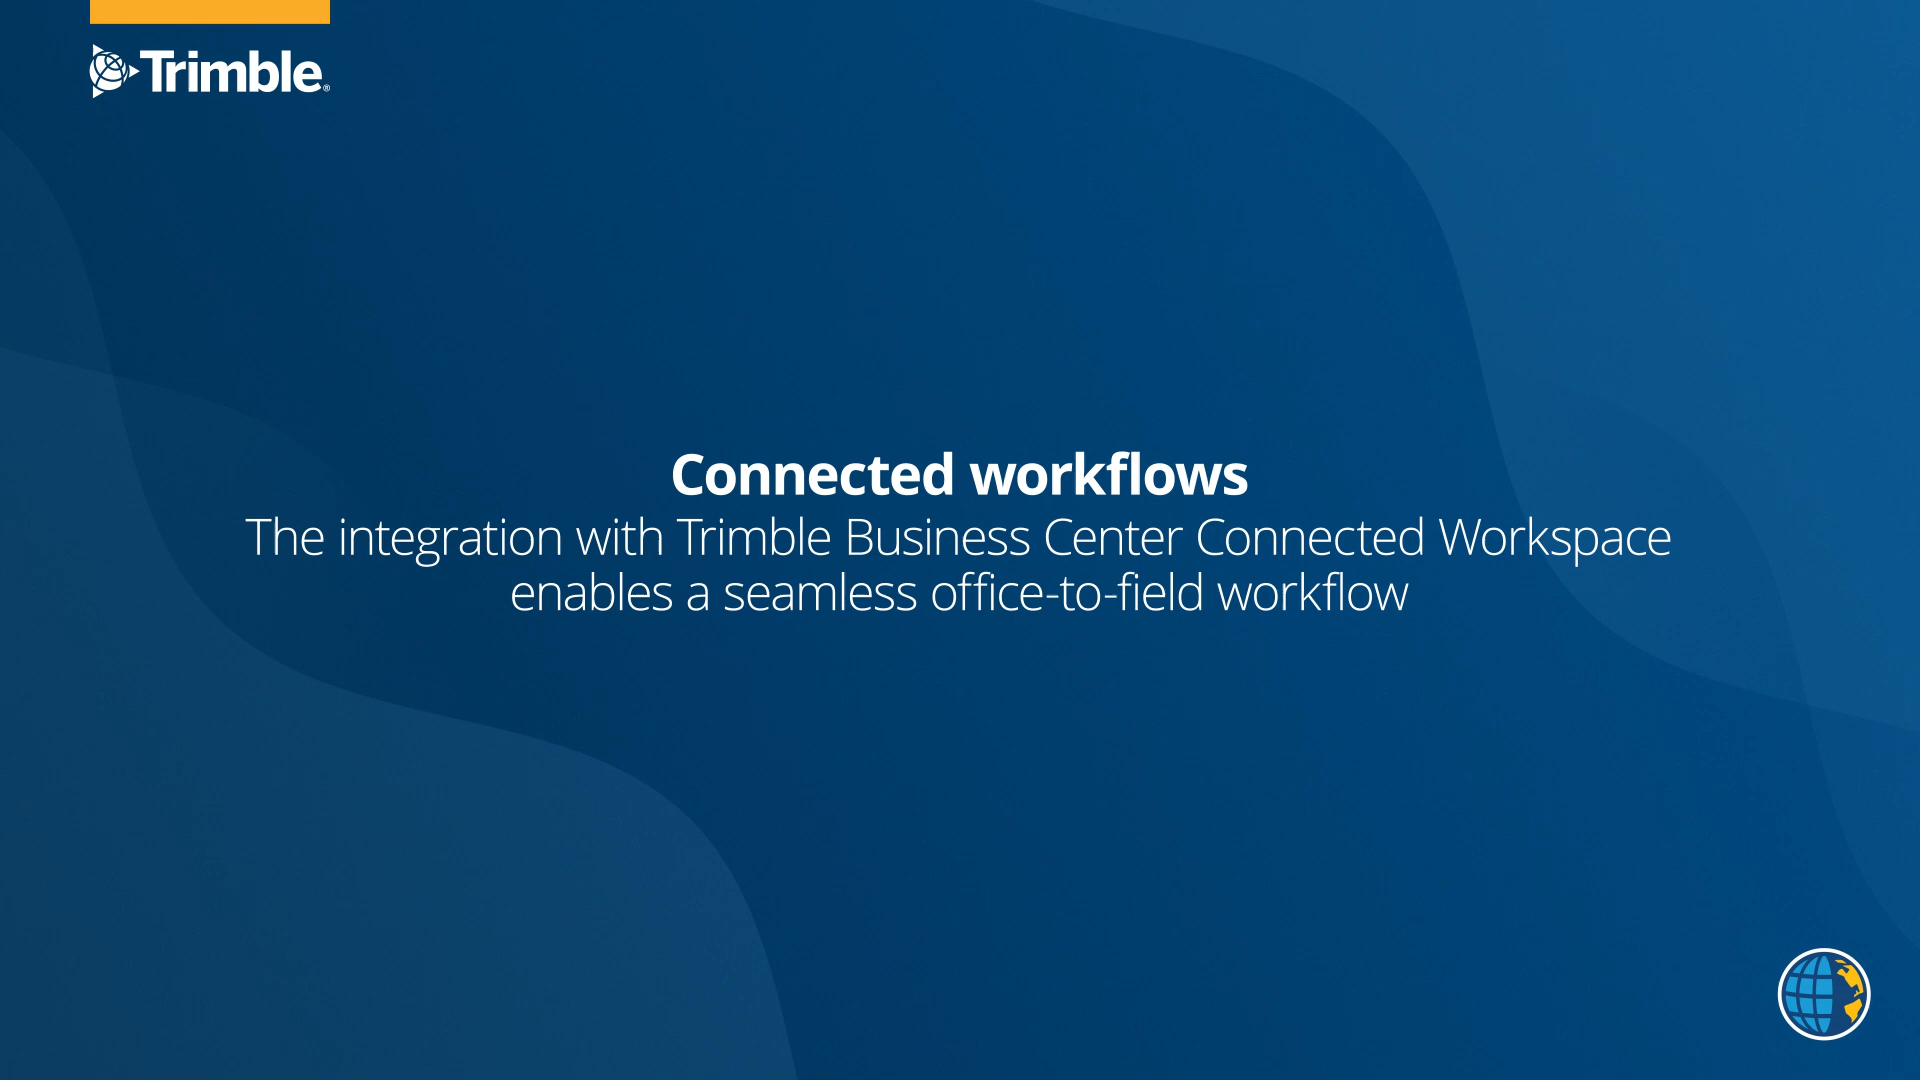 Trimble®
Connected workflows
The integration with Trimble Business Center Connected Workspace
enables a seamless office-to-field workflow